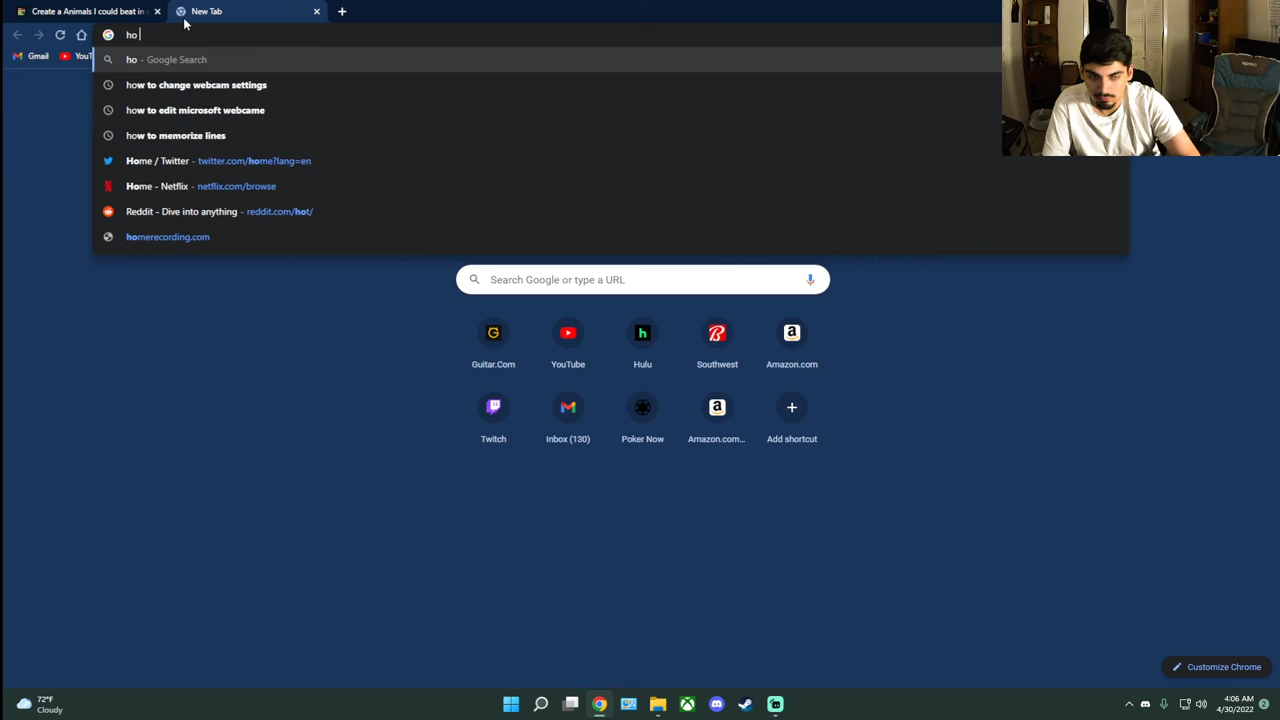 Create a Animals I could beat in
New Tab
ho
Gmail
YouT
ho - Google Search
how to change webcam settings
how to edit microsoft webcame
how to memorize lines
Home / Twitter - twitter.com/home?lang=en
Home - Netflix - netflix.com/browse
Reddit - Dive into anything - reddit.com/hot/
homerecording.com
Search Google or type a URL
Guitar.Com
YouTube
Hulu
Southwest
Amazon.com
Twitch
Inbox (130)
Poker Now
Amazon.com...
Add shortcut
Customize Chrome
72°F
Cloudy
4:06 AM
4/30/2022